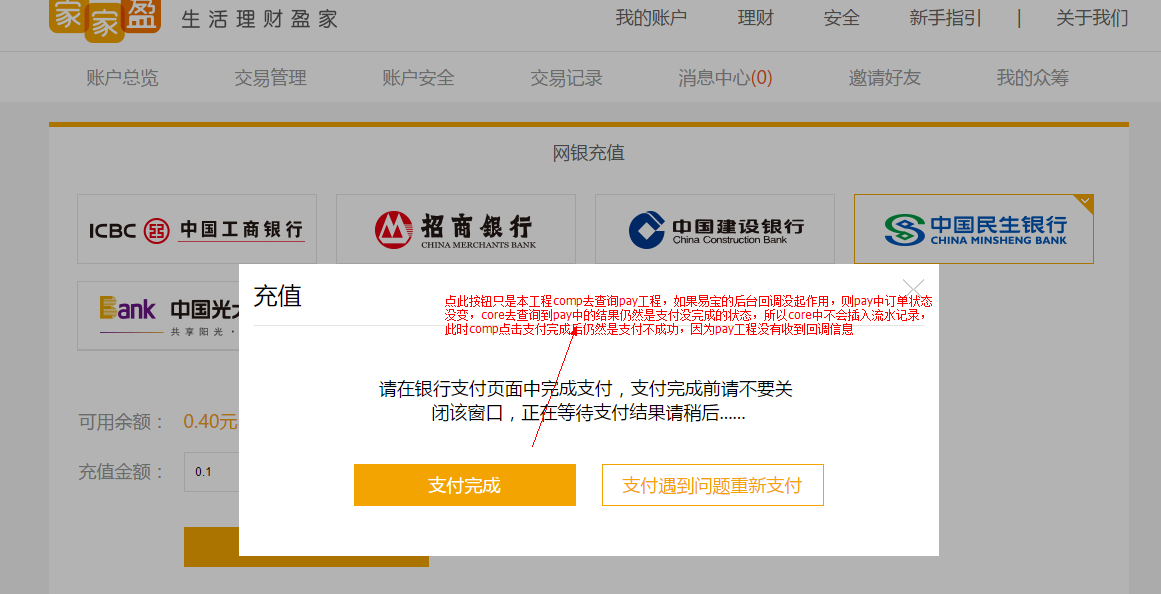 家家盈 生活理财盈家 我的账户 理财 安全 新手指引 | 关于我们
账户总览 交易管理 账户安全 交易记录 消息中心(0) 邀请好友 我的众筹
网银充值
ICBC 中国工商银行
招商银行
CHINA MERCHANTS BANK
中国建设银行
China Construction Bank
中国民生银行
CHINA MINSHENG BANK
Bank 中国光大
共享阳光·
充值
点此按钮只是本工程comp去查询pay工程，如果易宝的后台回调没起作用，则pay中订单状态
没变，core去查询到pay中的结果仍然是支付没完成的状态，所以core中不会插入流水记录，
此时comp点击支付完成后仍然是支付不成功，因为pay工程没有收到回调信息
请在银行支付页面中完成支付，支付完成前请不要关
闭该窗口，正在等待支付结果请稍后......
可用余额： 0.40元
充值金额： 0.1
支付完成 支付遇到问题重新支付